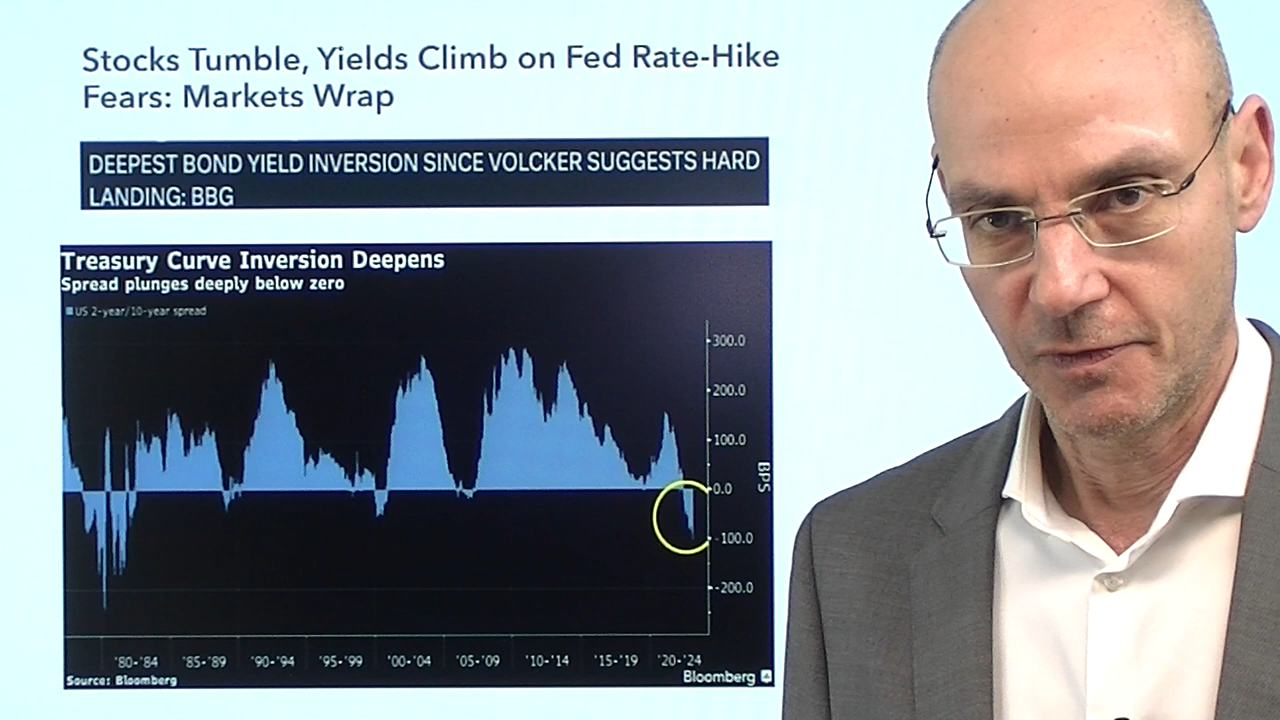 Stocks Tumble, Yields Climb on Fed Rate-Hike
Fears: Markets Wrap
DEEPEST BOND YIELD INVERSION SINCE VOLCKER SUGGESTS HARD
LANDING: BBG
Treasury Curve Inversion Deepens
Spread plunges deeply below zero
US 2-year/10-year spread
300.0
200.0
100.0
0.0
-100.0
-200.0
BPS
'80-'84 '85-'89 '90-'94 '95-'99 '00-'04 '05-'09 '10-'14 '15-'19 '20-'24
Source: Bloomberg
Bloomberg